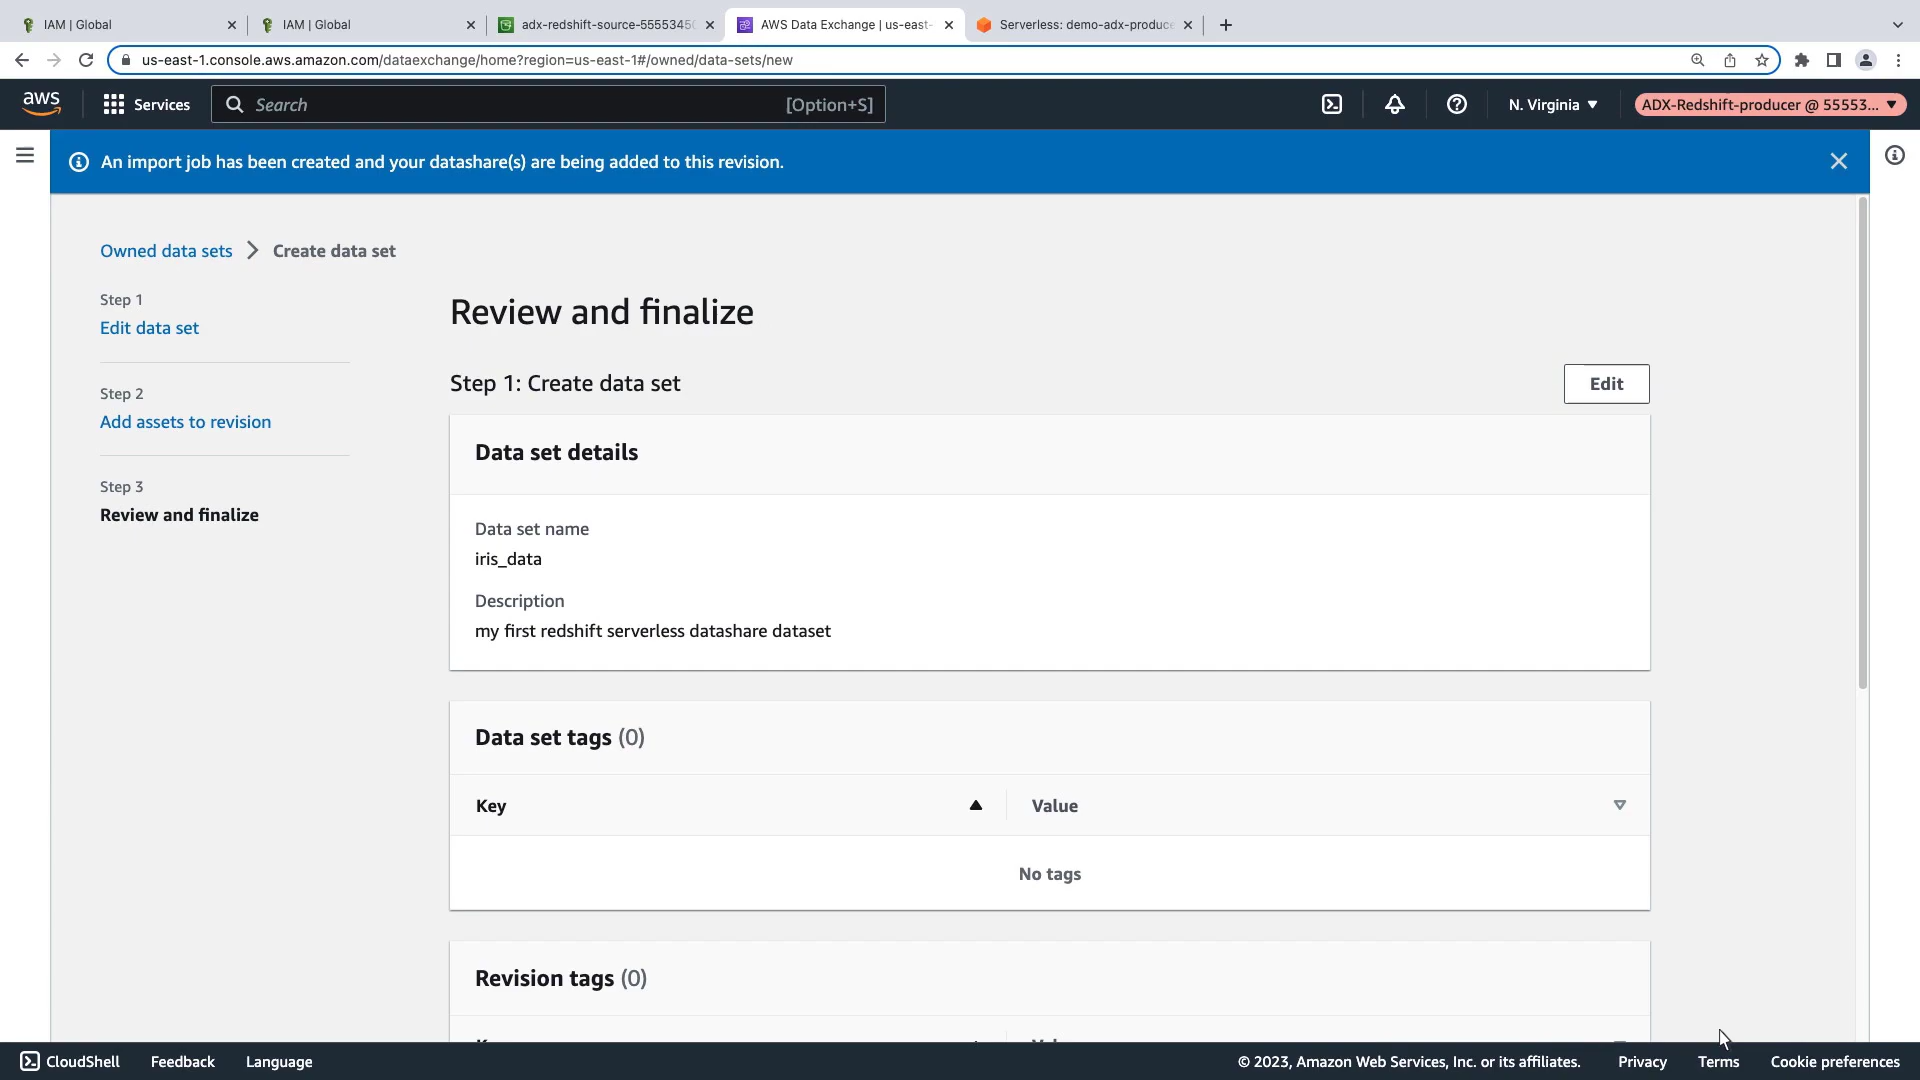 IAM | Global
IAM | Global
adx-redshift-source-55553450
AWS Data Exchange | us-east-
Serverless: demo-adx-produce
us-east-1.console.aws.amazon.com/dataexchange/home?region=us-east-1#/owned/data-sets/new
aws
Services
Search
[Option+S]
N. Virginia
ADX-Redshift-producer @ 55553...
An import job has been created and your datashare(s) are being added to this revision.
Owned data sets
Create data set
Step 1
Edit data set
Step 2
Add assets to revision
Step 3
Review and finalize
Review and finalize
Step 1: Create data set
Edit
Data set details
Data set name
iris_data
Description
my first redshift serverless datashare dataset
Data set tags (0)
Key
Value
No tags
Revision tags (0)
CloudShell
Feedback
Language
© 2023, Amazon Web Services, Inc. or its affiliates.
Privacy
Terms
Cookie preferences